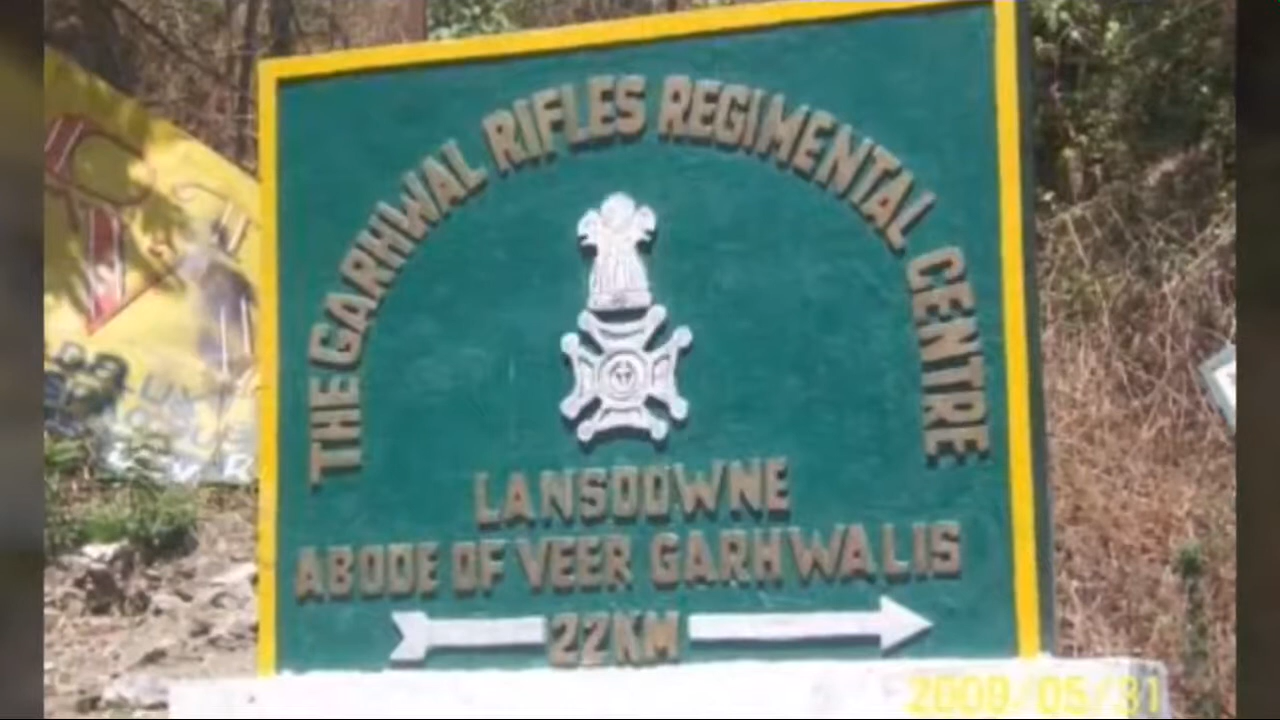 THE GARHWAL RIFLES REGIMENTAL CENTRE
LANSDOWNE
ABODE OF VEER GARHWALIS
22KM
2009/05/31